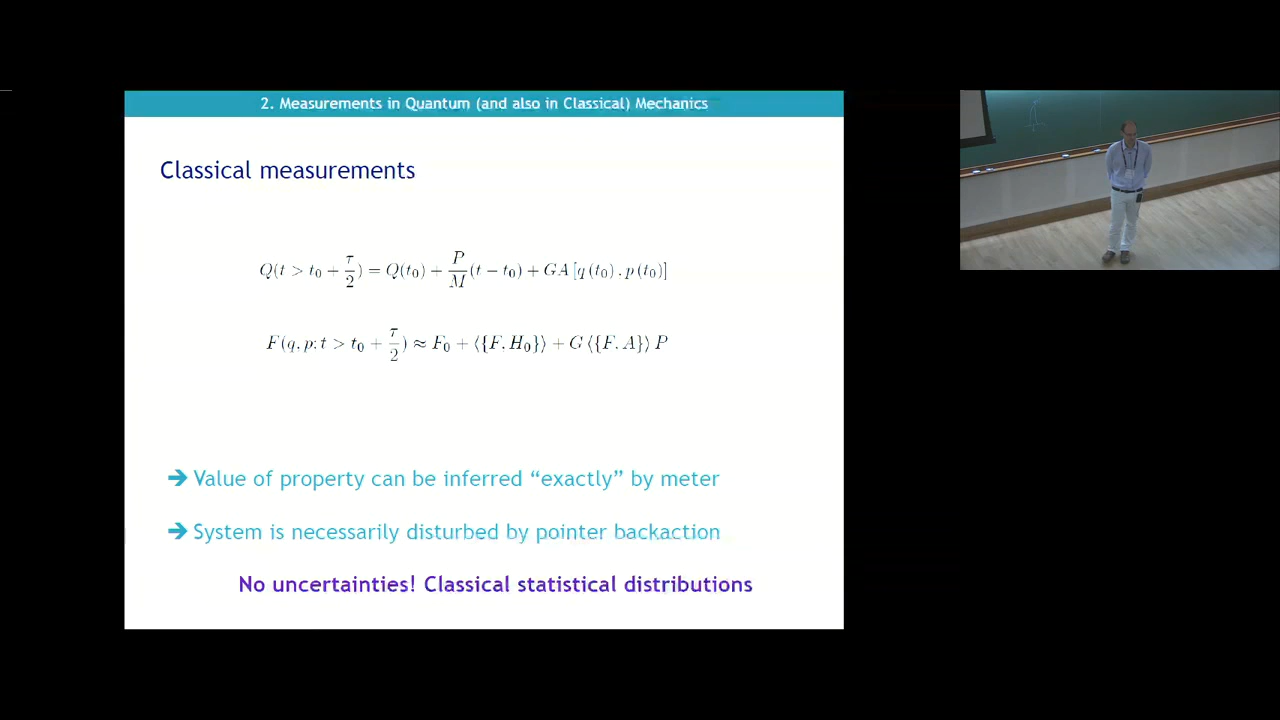 2. Measurements in Quantum (and also in Classical) Mechanics
Classical measurements
Q(t > t₀ + τ/2) = Q(t₀) + P/M (t − t₀) + GA [q (t₀) . p (t₀)]
F(q, p; t > t₀ + τ/2) ≈ F₀ + ⟨{F, H₀}⟩ + G ⟨{F, A}⟩ P
➔ Value of property can be inferred “exactly” by meter
➔ System is necessarily disturbed by pointer backaction
No uncertainties! Classical statistical distributions